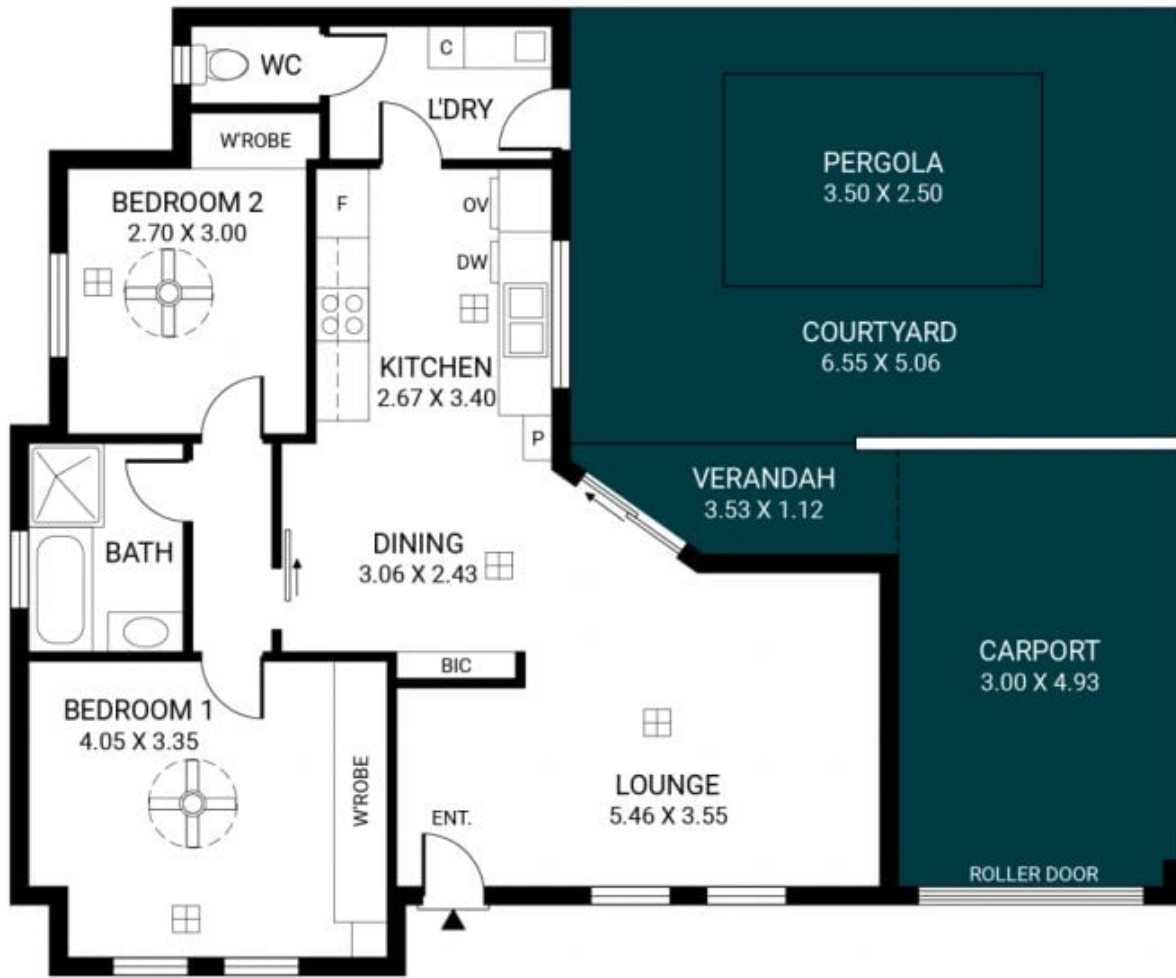 WC
C
L'DRY
W'ROBE
BEDROOM 2
2.70 X 3.00
F
OV
DW
KITCHEN
2.67 X 3.40
P
PERGOLA
3.50 X 2.50
COURTYARD
6.55 X 5.06
VERANDAH
3.53 X 1.12
BATH
DINING
3.06 X 2.43
BIC
BEDROOM 1
4.05 X 3.35
W'ROBE
ENT.
LOUNGE
5.46 X 3.55
CARPORT
3.00 X 4.93
ROLLER DOOR